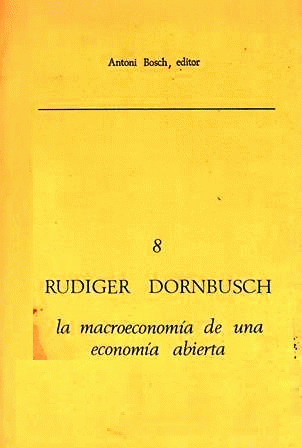 Antoni Bosch, editor
8
RUDIGER DORNBUSCH
la macroeconomía de una
economía abierta